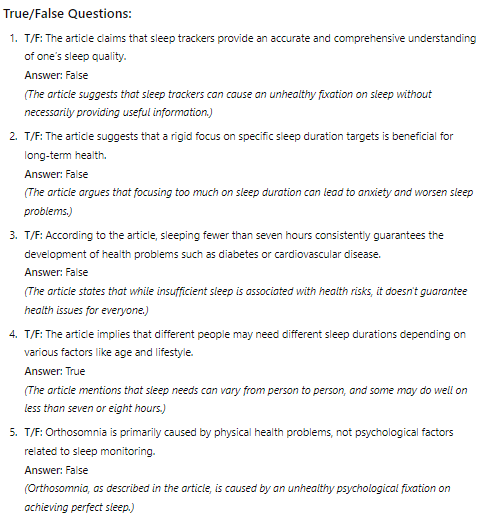 True/False Questions:
1. T/F: The article claims that sleep trackers provide an accurate and comprehensive understanding
of one's sleep quality.
Answer: False
(The article suggests that sleep trackers can cause an unhealthy fixation on sleep without
necessarily providing useful information.)
2. T/F: The article suggests that a rigid focus on specific sleep duration targets is beneficial for
long-term health.
Answer: False
(The article argues that focusing too much on sleep duration can lead to anxiety and worsen sleep
problems.)
3. T/F: According to the article, sleeping fewer than seven hours consistently guarantees the
development of health problems such as diabetes or cardiovascular disease.
Answer: False
(The article states that while insufficient sleep is associated with health risks, it doesn't guarantee
health issues for everyone.)
4. T/F: The article implies that different people may need different sleep durations depending on
various factors like age and lifestyle.
Answer: True
(The article mentions that sleep needs can vary from person to person, and some may do well on
less than seven or eight hours.)
5. T/F: Orthosomnia is primarily caused by physical health problems, not psychological factors
related to sleep monitoring.
Answer: False
(Orthosomnia, as described in the article, is caused by an unhealthy psychological fixation on
achieving perfect sleep.)